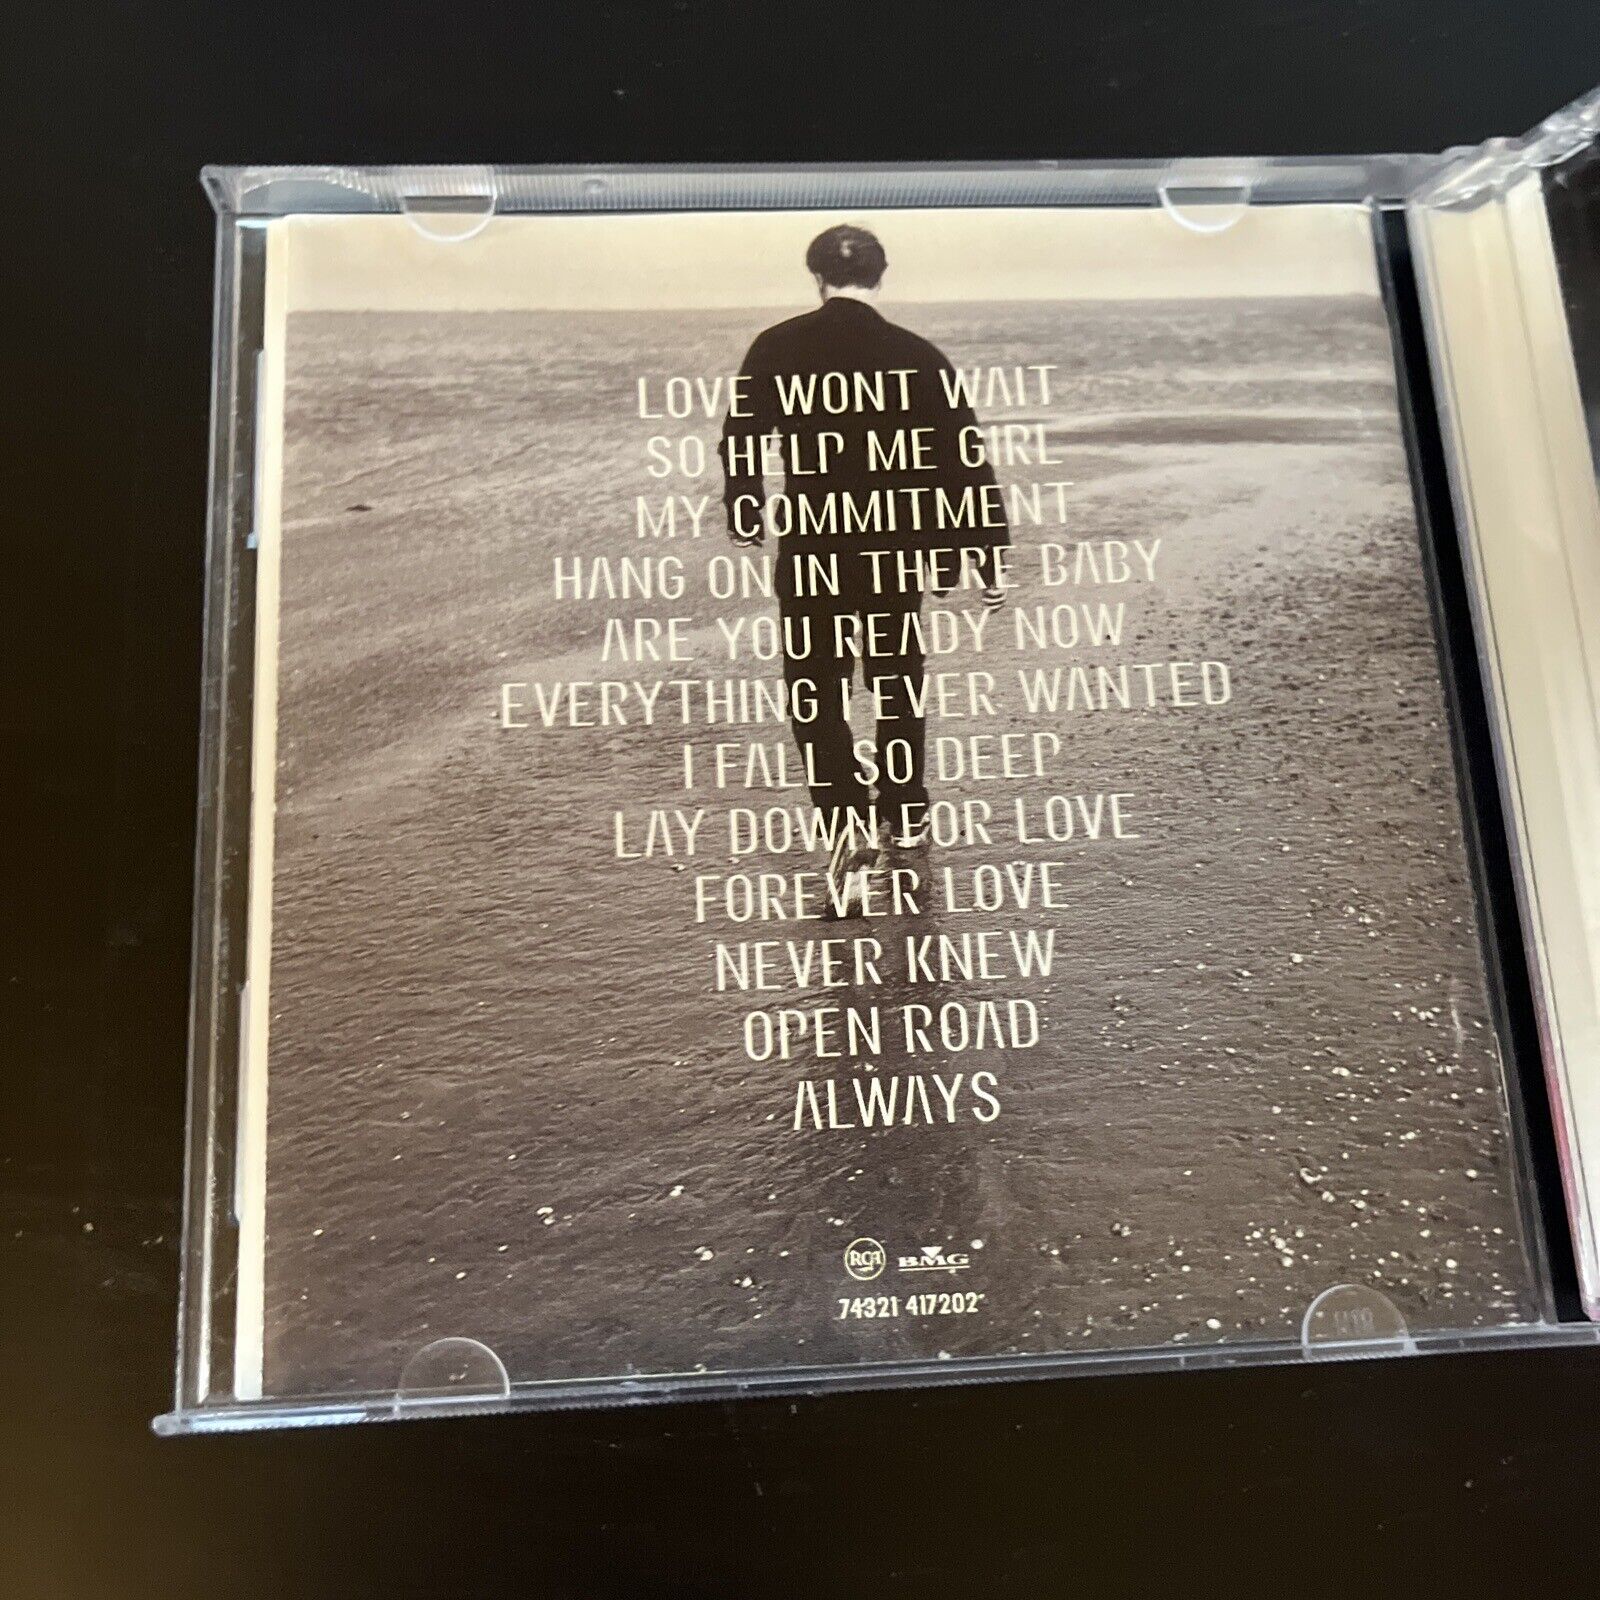 LOVE WONT WAIT
SO HELP ME GIRL
MY COMMITMENT
HANG ON IN THERE BABY
ARE YOU READY NOW
EVERYTHING I EVER WANTED
I FALL SO DEEP
LAY DOWN FOR LOVE
FOREVER LOVE
NEVER KNEW
OPEN ROAD
ALWAYS
RCA BMG
74321 417202